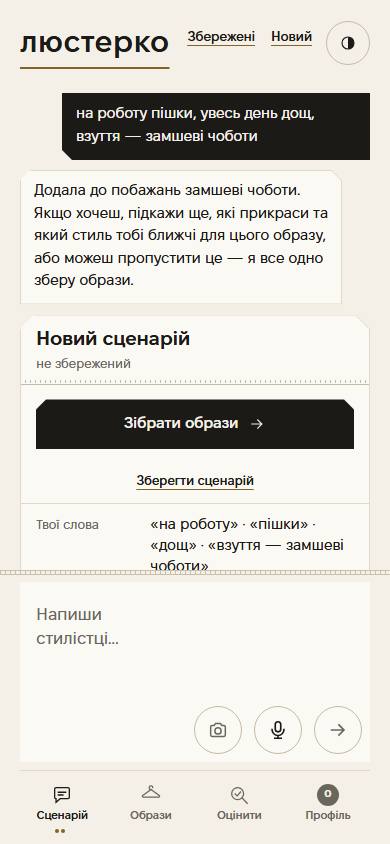 люстерко
Збережені
Новий
на роботу пішки, увесь день дощ,
взуття — замшеві чоботи
Додала до побажань замшеві чоботи.
Якщо хочеш, підкажи ще, які прикраси та
який стиль тобі ближчі для цього образу,
або можеш пропустити це — я все одно
зберу образи.
Новий сценарій
не збережений
Зібрати образи →
Зберегти сценарій
Твої слова
«на роботу» · «пішки» ·
«дощ» · «взуття — замшеві
чоботи»
Напиши
стилістці...
Сценарій
Образи
Оцінити
О
Профіль